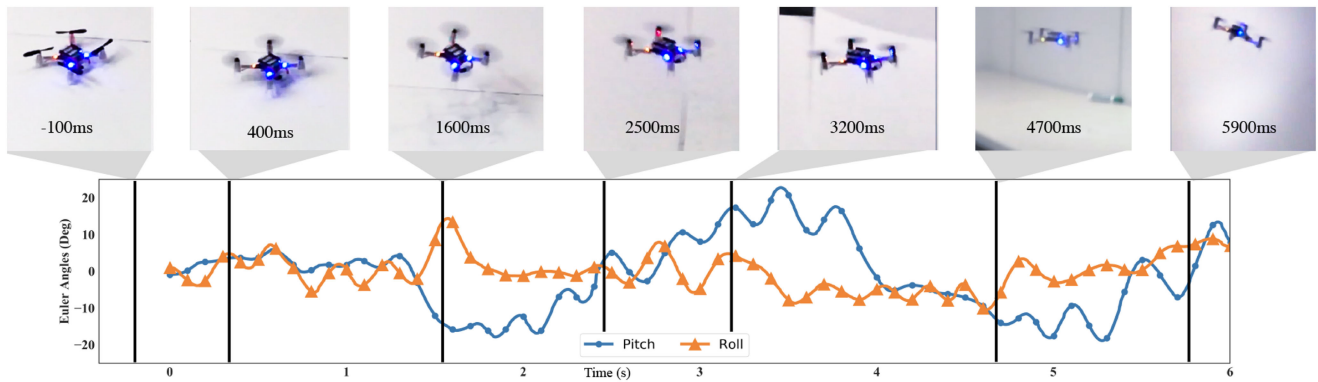 -100ms
400ms
1600ms
2500ms
3200ms
4700ms
5900ms
Euler Angles (Deg)
20
10
0
−10
−20
Pitch
Roll
0
1
2
Time (s)
3
4
5
6